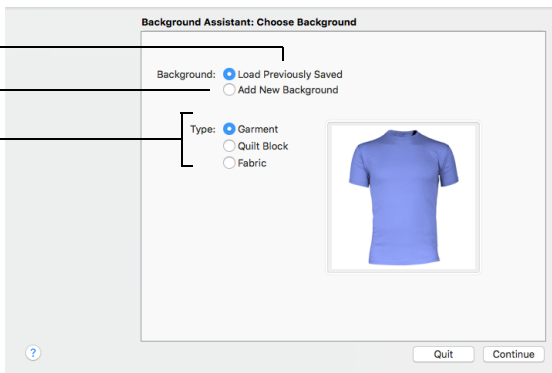 Background Assistant: Choose Background
Background: Load Previously Saved
Add New Background
Type: Garment
Quilt Block
Fabric
? Quit Continue